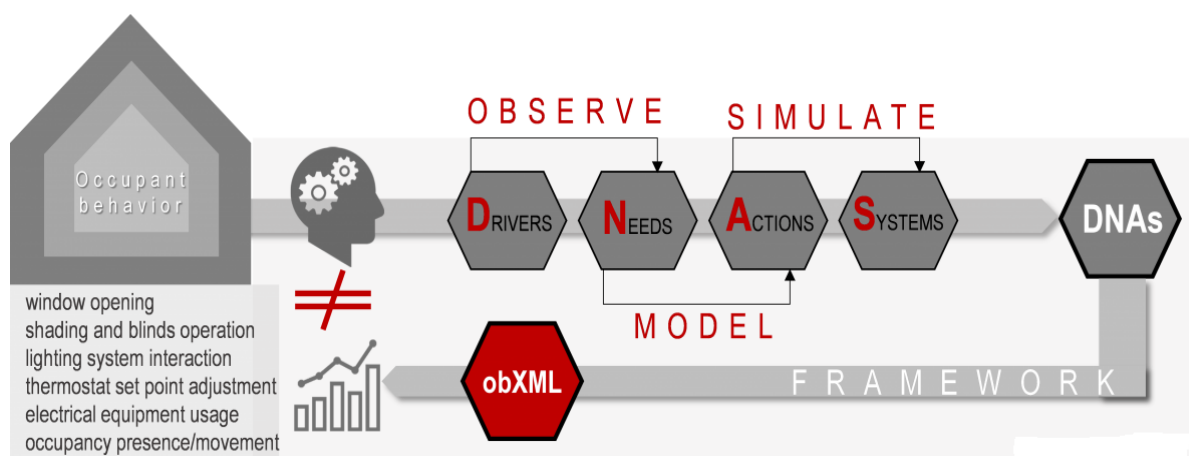 OBSERVE
SIMULATE
Occupant
behavior
DRIVERS
NEEDS
ACTIONS
SYSTEMS
DNAs
MODEL
window opening
shading and blinds operation
lighting system interaction
thermostat set point adjustment
electrical equipment usage
occupancy presence/movement
obXML
FRAMEWORK